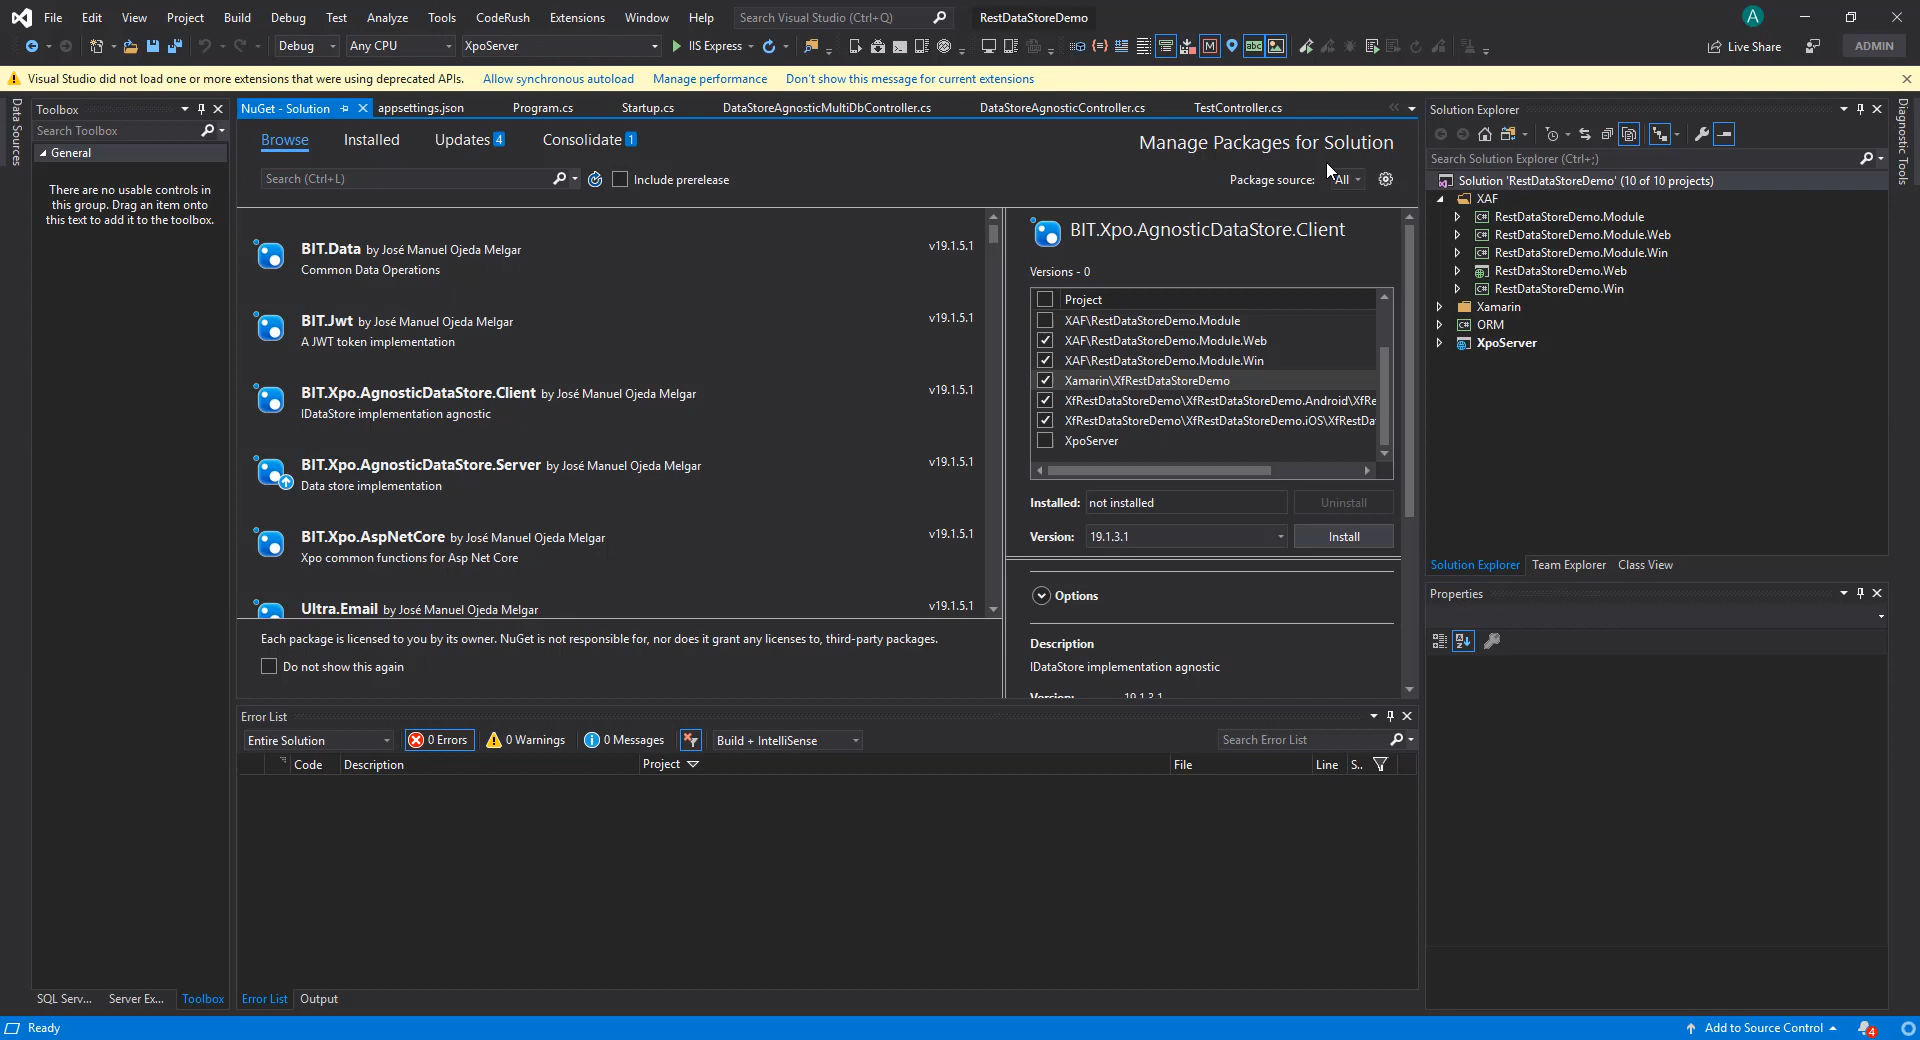 File Edit View Project Build Debug Test Analyze Tools CodeRush Extensions Window Help Search Visual Studio (Ctrl+Q) RestDataStoreDemo A
Debug Any CPU XpoServer IIS Express Live Share ADMIN
Visual Studio did not load one or more extensions that were using deprecated APIs. Allow synchronous autoload Manage performance Don't show this message for current extensions
Data Sources
Toolbox
Search Toolbox
General
There are no usable controls in
this group. Drag an item onto
this text to add it to the toolbox.
SQL Serv... Server Ex... Toolbox
NuGet - Solution appsettings.json Program.cs Startup.cs DataStoreAgnosticMultiDbController.cs DataStoreAgnosticController.cs TestController.cs
Browse Installed Updates 4 Consolidate 1 Manage Packages for Solution
Search (Ctrl+L) Include prerelease Package source: All
BIT.Data by José Manuel Ojeda Melgar v19.1.5.1
Common Data Operations
BIT.Jwt by José Manuel Ojeda Melgar v19.1.5.1
A JWT token implementation
BIT.Xpo.AgnosticDataStore.Client by José Manuel Ojeda Melgar v19.1.5.1
IDataStore implementation agnostic
BIT.Xpo.AgnosticDataStore.Server by José Manuel Ojeda Melgar v19.1.5.1
Data store implementation
BIT.Xpo.AspNetCore by José Manuel Ojeda Melgar v19.1.5.1
Xpo common functions for Asp Net Core
Ultra.Email by José Manuel Ojeda Melgar v19.1.5.1
Each package is licensed to you by its owner. NuGet is not responsible for, nor does it grant any licenses to, third-party packages.
Do not show this again
BIT.Xpo.AgnosticDataStore.Client
Versions - 0
Project
XAF\RestDataStoreDemo.Module
XAF\RestDataStoreDemo.Module.Web
XAF\RestDataStoreDemo.Module.Win
Xamarin\XfRestDataStoreDemo
XfRestDataStoreDemo\XfRestDataStoreDemo.Android\XfRe
XfRestDataStoreDemo\XfRestDataStoreDemo.iOS\XfRestDa
XpoServer
Installed: not installed Uninstall
Version: 19.1.3.1 Install
Options
Description
IDataStore implementation agnostic
Version: 19.1.3.1
Error List
Entire Solution 0 Errors 0 Warnings 0 Messages Build + IntelliSense Search Error List
Code Description Project File Line S..
Error List Output
Solution Explorer
Search Solution Explorer (Ctrl+;)
Solution 'RestDataStoreDemo' (10 of 10 projects)
XAF
RestDataStoreDemo.Module
RestDataStoreDemo.Module.Web
RestDataStoreDemo.Module.Win
RestDataStoreDemo.Web
RestDataStoreDemo.Win
Xamarin
ORM
XpoServer
Solution Explorer Team Explorer Class View
Properties
Diagnostic Tools
Ready Add to Source Control 4